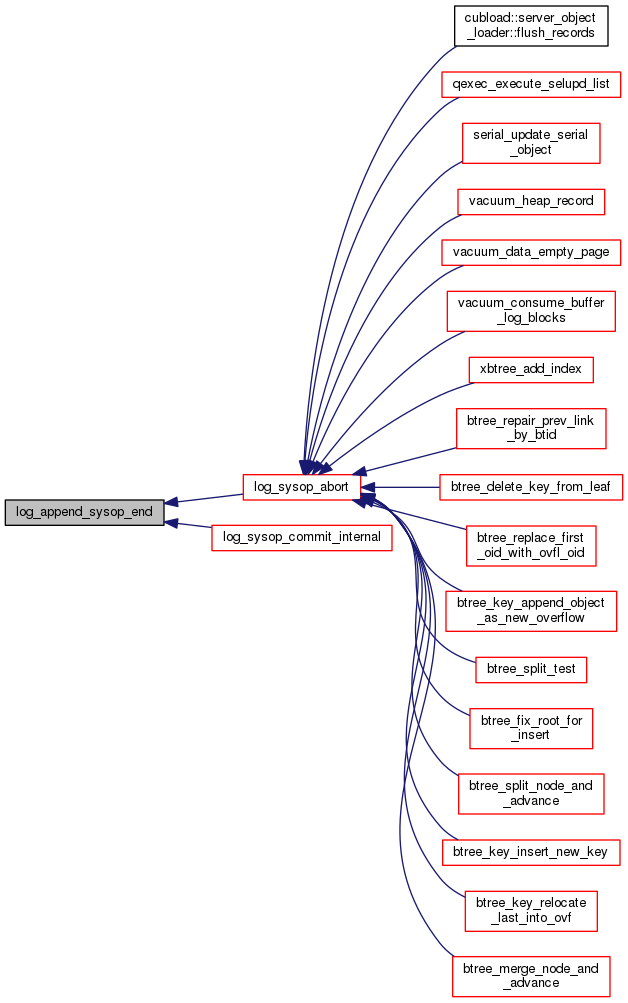 cubload::server_object
_loader::flush_records
qexec_execute_selupd_list
serial_update_serial
_object
vacuum_heap_record
vacuum_data_empty_page
vacuum_consume_buffer
_log_blocks
xbtree_add_index
btree_repair_prev_link
_by_btid
log_sysop_abort
btree_delete_key_from_leaf
log_append_sysop_end
log_sysop_commit_internal
btree_replace_first
_oid_with_ovfl_oid
btree_key_append_object
_as_new_overflow
btree_split_test
btree_fix_root_for
_insert
btree_split_node_and
_advance
btree_key_insert_new_key
btree_key_relocate
_last_into_ovf
btree_merge_node_and
_advance